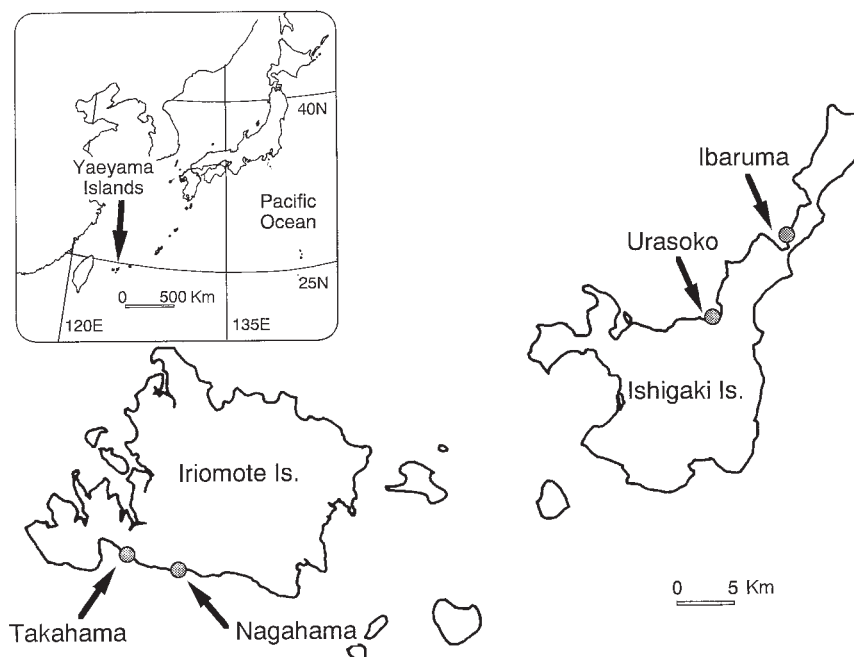 40N
Yaeyama
Islands
Pacific
Ocean
0 500 Km
25N
120E
135E
Ibaruma
Urasoko
Ishigaki Is.
Iriomote Is.
0 5 Km
Takahama
Nagahama